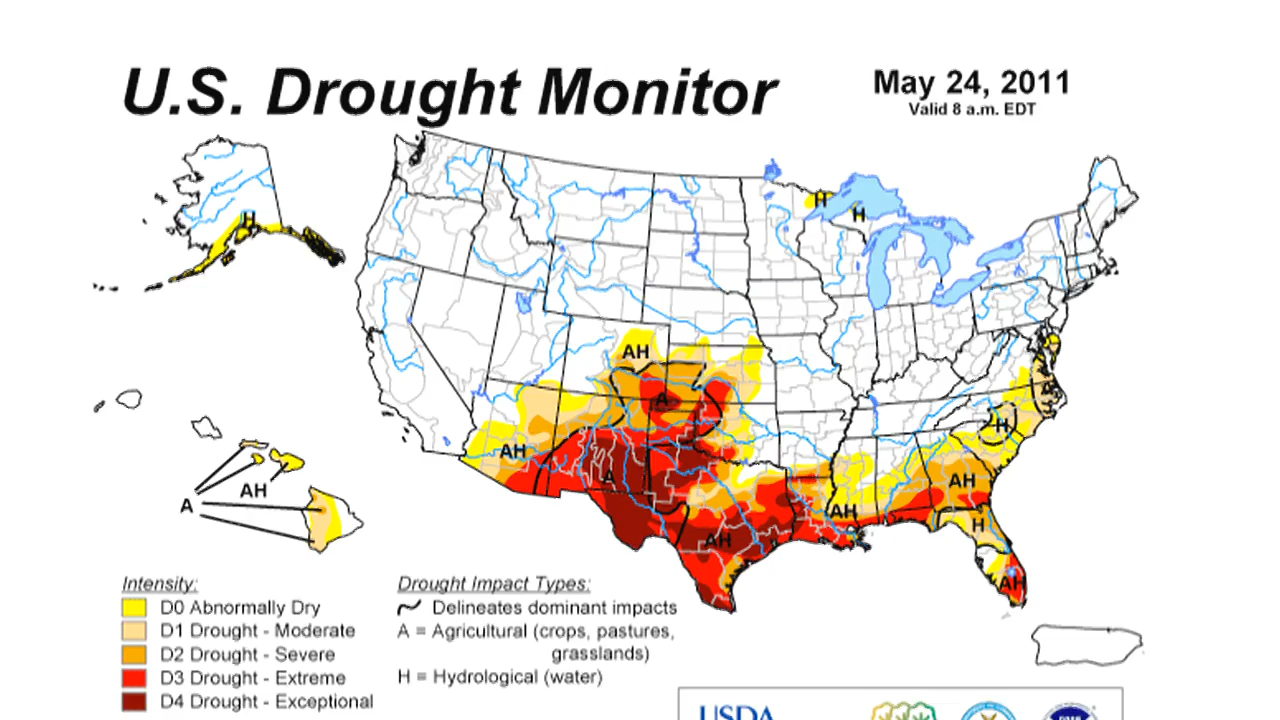 U.S. Drought Monitor
May 24, 2011
Valid 8 a.m. EDT
H
H
H
AH
A
A
H
AH
AH
A
AH
A
AH
AH
H
AH
A
AH
Intensity:
D0 Abnormally Dry
D1 Drought - Moderate
D2 Drought - Severe
D3 Drought - Extreme
D4 Drought - Exceptional
Drought Impact Types:
Delineates dominant impacts
A = Agricultural (crops, pastures,
grasslands)
H = Hydrological (water)
USDA